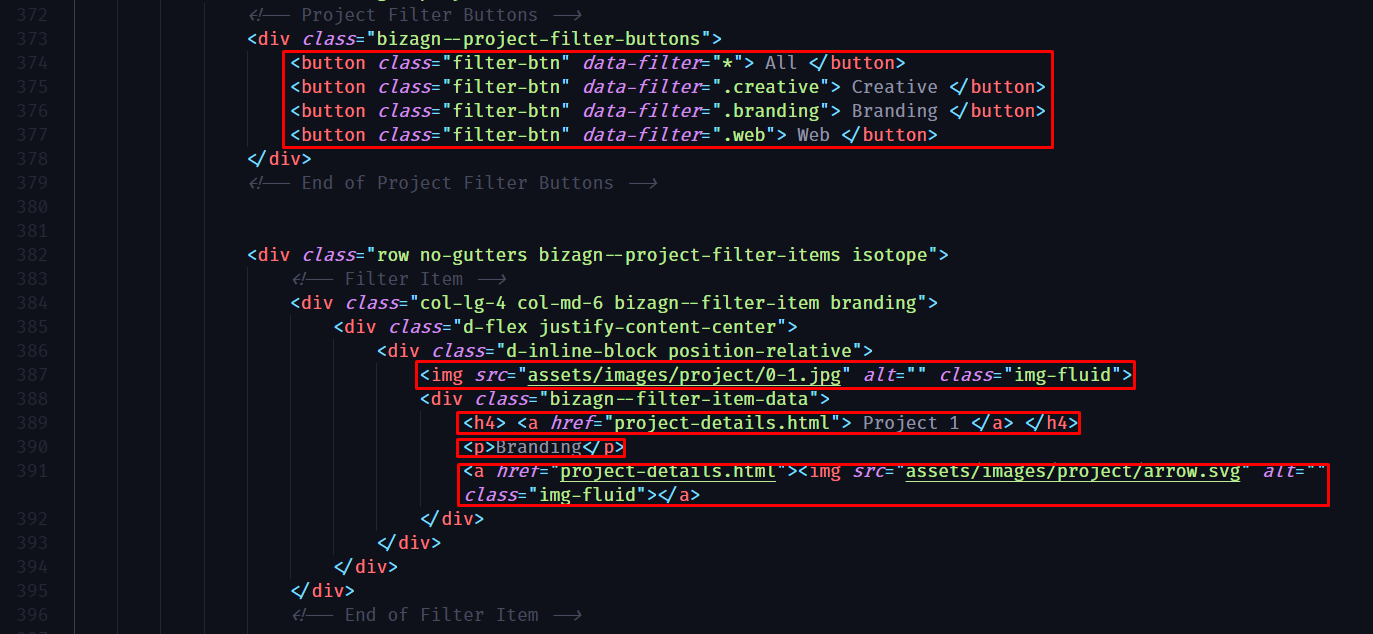 372 <!-- Project Filter Buttons -->
373 <div class="bizagn--project-filter-buttons">
374 <button class="filter-btn" data-filter="*"> All </button>
375 <button class="filter-btn" data-filter=".creative"> Creative </button>
376 <button class="filter-btn" data-filter=".branding"> Branding </button>
377 <button class="filter-btn" data-filter=".web"> Web </button>
378 </div>
379 <!-- End of Project Filter Buttons -->
380
381
382 <div class="row no-gutters bizagn--project-filter-items isotope">
383 <!-- Filter Item -->
384 <div class="col-lg-4 col-md-6 bizagn--filter-item branding">
385 <div class="d-flex justify-content-center">
386 <div class="d-inline-block position-relative">
387 <img src="assets/images/project/0-1.jpg" alt="" class="img-fluid">
388 <div class="bizagn--filter-item-data">
389 <h4> <a href="project-details.html"> Project 1 </a> </h4>
390 <p>Branding</p>
391 <a href="project-details.html"><img src="assets/images/project/arrow.svg" alt=""
class="img-fluid"></a>
392 </div>
393 </div>
394 </div>
395 </div>
396 <!-- End of Filter Item -->